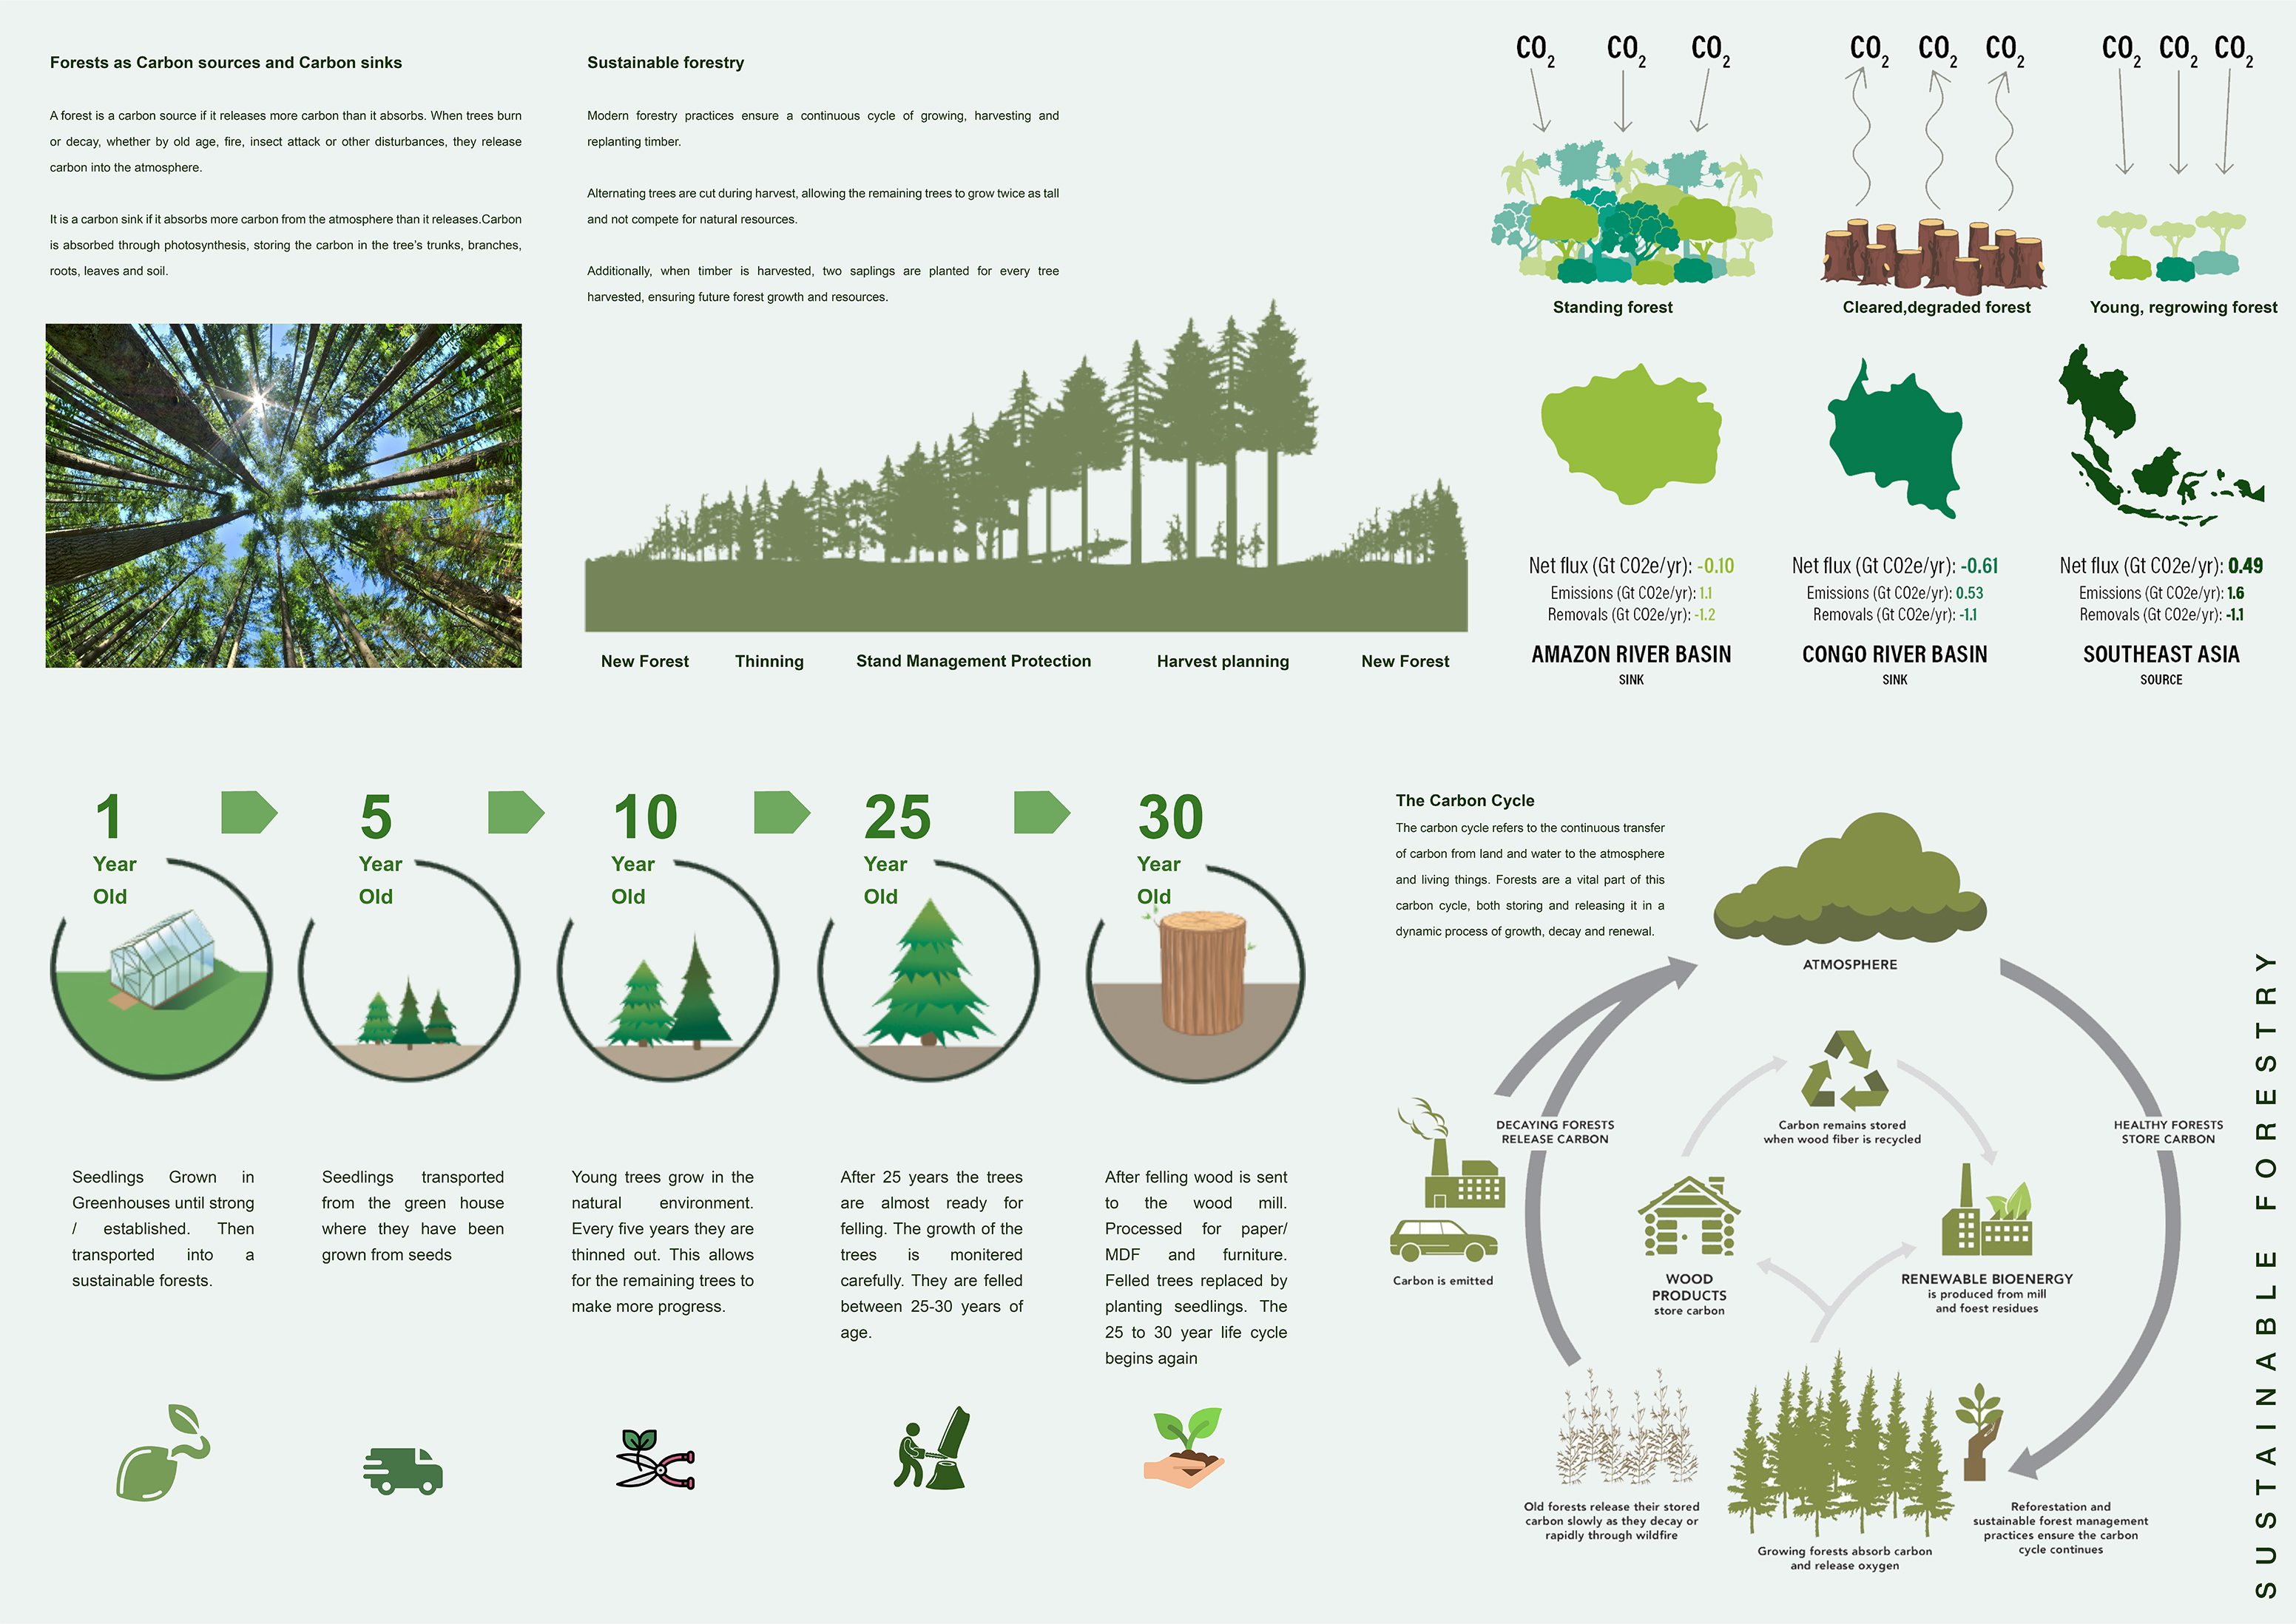 Forests as Carbon sources and Carbon sinks
A forest is a carbon source if it releases more carbon than it absorbs. When trees burn
or decay, whether by old age, fire, insect attack or other disturbances, they release
carbon into the atmosphere.
It is a carbon sink if it absorbs more carbon from the atmosphere than it releases.Carbon
is absorbed through photosynthesis, storing the carbon in the tree's trunks, branches,
roots, leaves and soil.
Sustainable forestry
Modern forestry practices ensure a continuous cycle of growing, harvesting and
replanting timber.
Alternating trees are cut during harvest, allowing the remaining trees to grow twice as tall
and not compete for natural resources.
Additionally, when timber is harvested, two saplings are planted for every tree
harvested, ensuring future forest growth and resources.
New Forest
Thinning
Stand Management Protection
Harvest planning
New Forest
CO2 CO2 CO2
CO2 CO2 CO2
CO2 CO2 CO2
Standing forest
Cleared,degraded forest
Young, regrowing forest
Net flux (Gt CO2e/yr): -0.10
Emissions (Gt CO2e/yr): 1.1
Removals (Gt CO2e/yr): -1.2
AMAZON RIVER BASIN
SINK
Net flux (Gt CO2e/yr): -0.61
Emissions (Gt CO2e/yr): 0.53
Removals (Gt CO2e/yr): -1.1
CONGO RIVER BASIN
SINK
Net flux (Gt CO2e/yr): 0.49
Emissions (Gt CO2e/yr): 1.6
Removals (Gt CO2e/yr): -1.1
SOUTHEAST ASIA
SOURCE
1
Year
Old
Seedlings Grown in
Greenhouses until strong
/ established. Then
transported into a
sustainable forests.
5
Year
Old
Seedlings transported
from the green house
where they have been
grown from seeds
10
Year
Old
Young trees grow in the
natural environment.
Every five years they are
thinned out. This allows
for the remaining trees to
make more progress.
25
Year
Old
After 25 years the trees
are almost ready for
felling. The growth of the
trees is monitered
carefully. They are felled
between 25-30 years of
age.
30
Year
Old
After felling wood is sent
to the wood mill.
Processed for paper/
MDF and furniture.
Felled trees replaced by
planting seedlings. The
25 to 30 year life cycle
begins again
The Carbon Cycle
The carbon cycle refers to the continuous transfer
of carbon from land and water to the atmosphere
and living things. Forests are a vital part of this
carbon cycle, both storing and releasing it in a
dynamic process of growth, decay and renewal.
ATMOSPHERE
DECAYING FORESTS
RELEASE CARBON
Carbon remains stored
when wood fiber is recycled
HEALTHY FORESTS
STORE CARBON
Carbon is emitted
WOOD
PRODUCTS
store carbon
RENEWABLE BIOENERGY
is produced from mill
and foest residues
Old forests release their stored
carbon slowly as they decay or
rapidly through wildfire
Growing forests absorb carbon
and release oxygen
Reforestation and
sustainable forest management
practices ensure the carbon
cycle continues
SUSTAINABLE FORESTRY